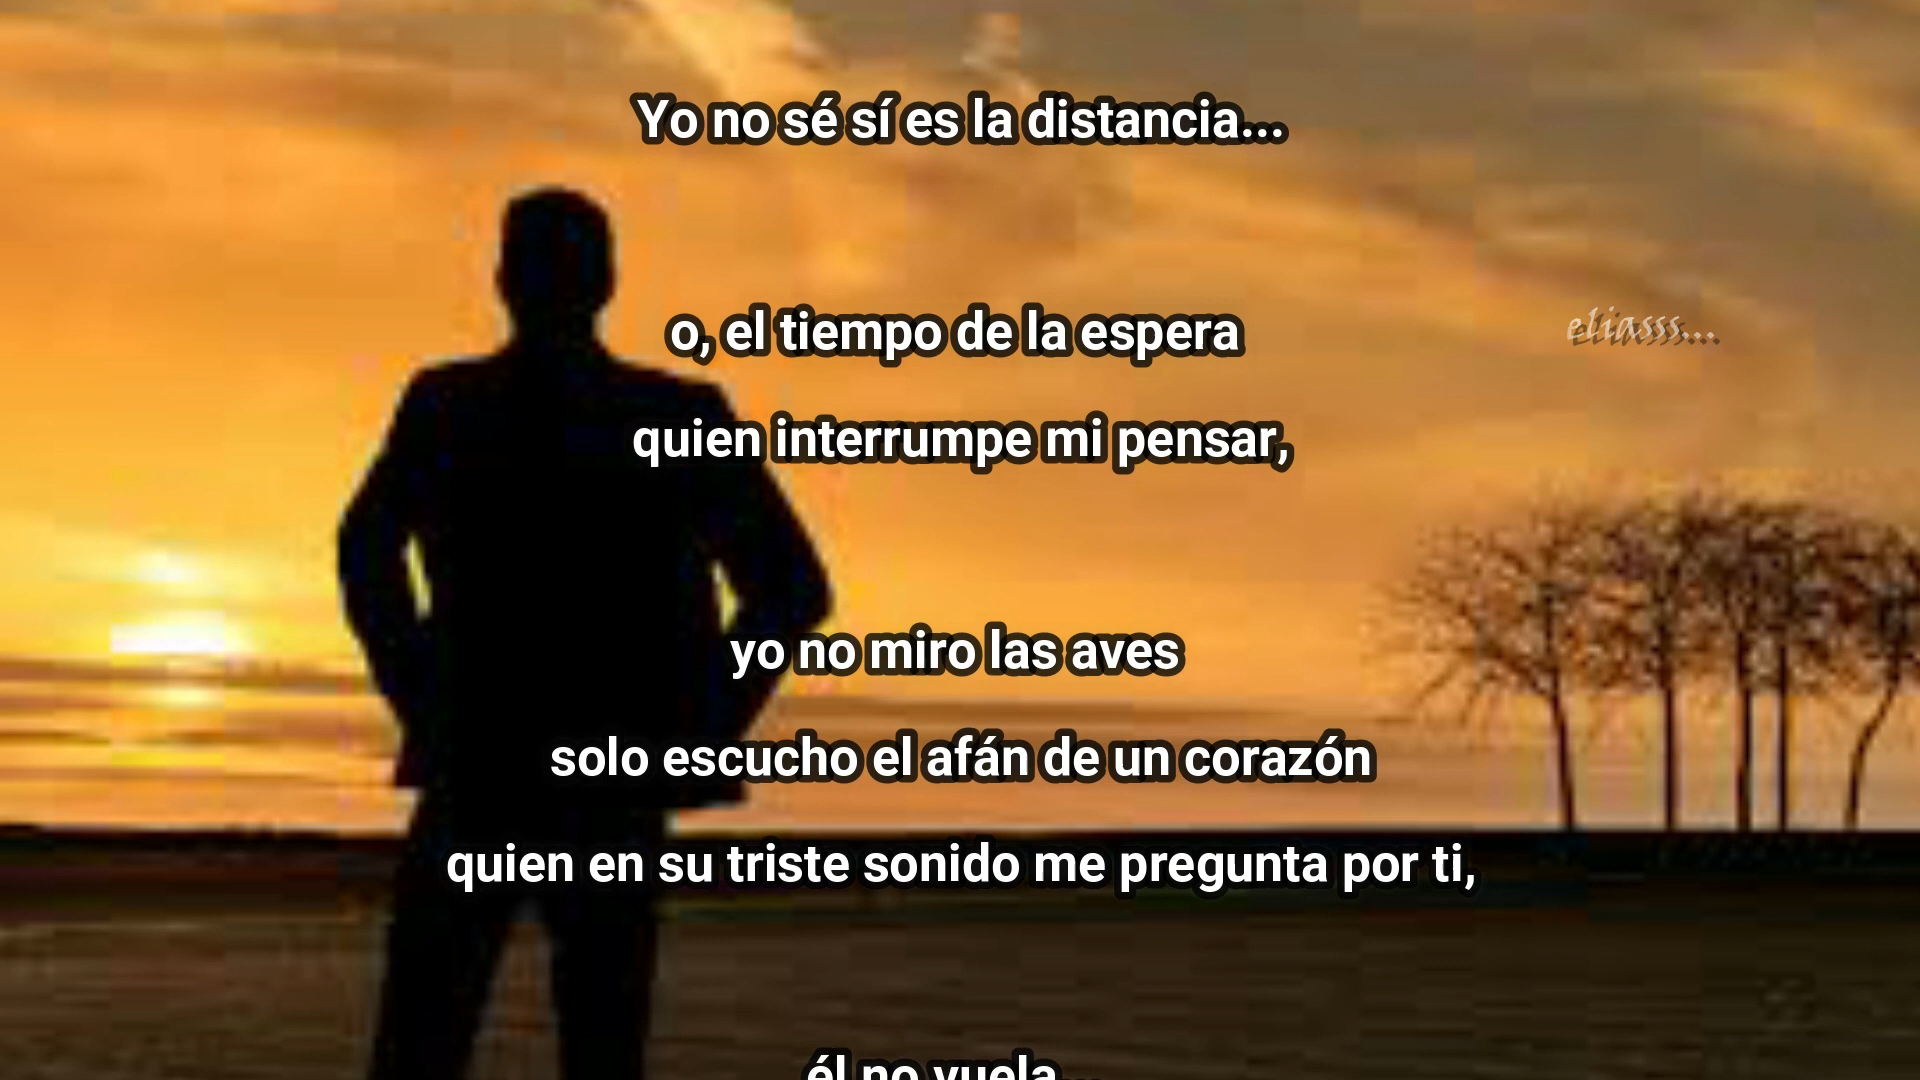 Yo no sé sí es la distancia...
o, el tiempo de la espera
eliasss...
quien interrumpe mi pensar,
yo no miro las aves
solo escucho el afán de un corazón
quien en su triste sonido me pregunta por ti,
él no vuela...